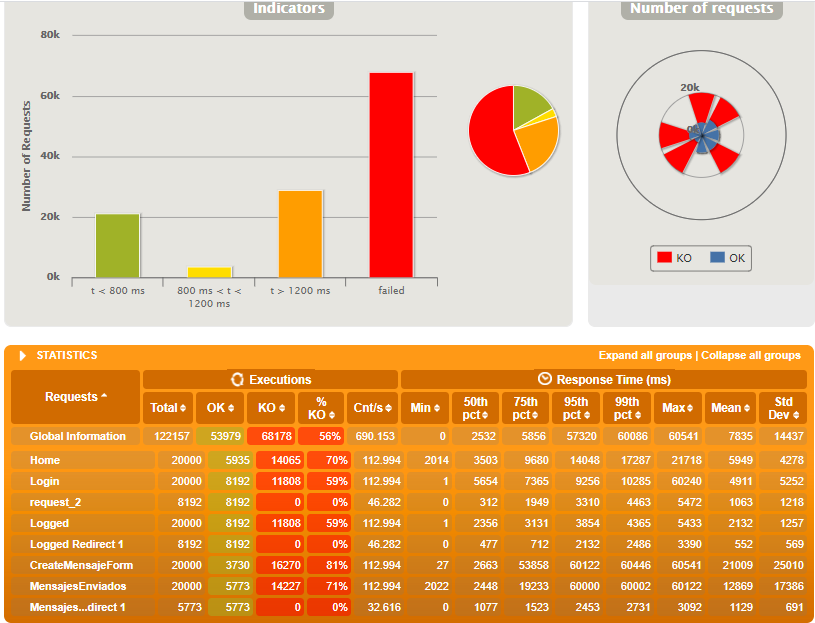 Indicators
80k
60k
40k
20k
0k
Number of Requests
t < 800 ms
800 ms < t <
1200 ms
t > 1200 ms
failed
Number of requests
20k
0k
KO OK
STATISTICS
Expand all groups | Collapse all groups
Requests
Executions
Response Time (ms)
Total OK KO % KO Cnt/s Min 50th pct 75th pct 95th pct 99th pct Max Mean Std Dev
Global Information 122157 53979 68178 56% 690.153 0 2532 5856 57320 60086 60541 7835 14437
Home 20000 5935 14065 70% 112.994 2014 3503 9680 14048 17287 21718 5949 4278
Login 20000 8192 11808 59% 112.994 1 5654 7365 9256 10285 60240 4911 5252
request_2 8192 8192 0 0% 46.282 0 312 1949 3310 4463 5472 1063 1218
Logged 20000 8192 11808 59% 112.994 1 2356 3131 3854 4365 5433 2132 1257
Logged Redirect 1 8192 8192 0 0% 46.282 0 477 712 2132 2486 3390 552 569
CreateMensajeForm 20000 3730 16270 81% 112.994 27 2663 53858 60122 60446 60541 21009 25010
MensajesEnviados 20000 5773 14227 71% 112.994 2022 2448 19233 60000 60002 60122 12869 17386
Mensajes...direct 1 5773 5773 0 0% 32.616 0 1077 1523 2453 2731 3092 1129 691